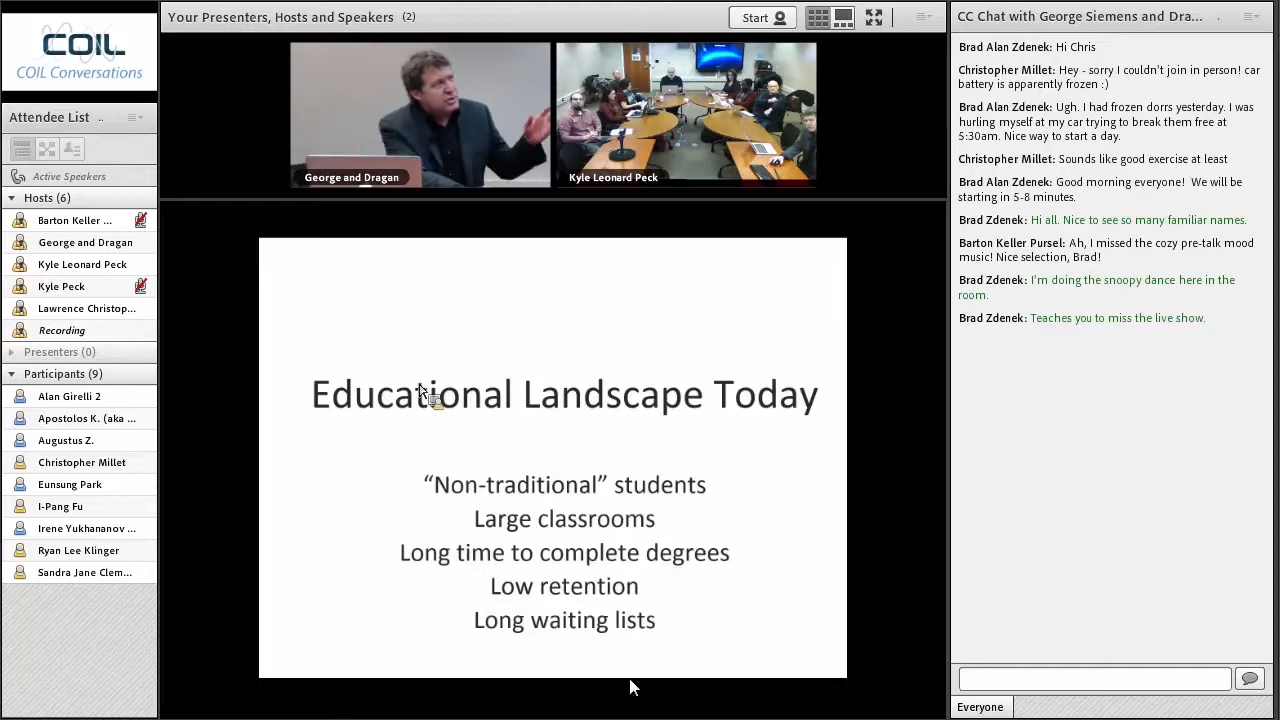 COIL
COIL Conversations
Attendee List ..
Active Speakers
Hosts (6)
Barton Keller ...
George and Dragan
Kyle Leonard Peck
Kyle Peck
Lawrence Christop...
Recording
Presenters (0)
Participants (9)
Alan Girelli 2
Apostolos K. (aka ...
Augustus Z.
Christopher Millet
Eunsung Park
I-Pang Fu
Irene Yukhananov ...
Ryan Lee Klinger
Sandra Jane Clem...
Your Presenters, Hosts and Speakers (2)
Start
George and Dragan
Kyle Leonard Peck
Educational Landscape Today
“Non-traditional” students
Large classrooms
Long time to complete degrees
Low retention
Long waiting lists
CC Chat with George Siemens and Dra... .
Brad Alan Zdenek: Hi Chris
Christopher Millet: Hey - sorry I couldn't join in person! car
battery is apparently frozen :)
Brad Alan Zdenek: Ugh. I had frozen dorrs yesterday. I was
hurling myself at my car trying to break them free at
5:30am. Nice way to start a day.
Christopher Millet: Sounds like good exercise at least
Brad Alan Zdenek: Good morning everyone! We will be
starting in 5-8 minutes.
Brad Zdenek: Hi all. Nice to see so many familiar names.
Barton Keller Pursel: Ah, I missed the cozy pre-talk mood
music! Nice selection, Brad!
Brad Zdenek: I'm doing the snoopy dance here in the
room.
Brad Zdenek: Teaches you to miss the live show.
Everyone